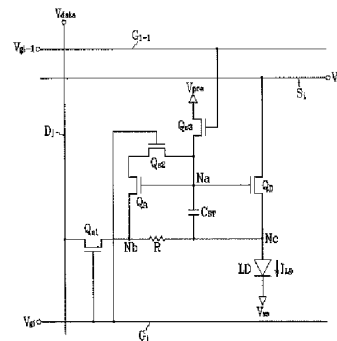 Vdata
Vgi-1
Gi-1
V
Si
Vpre
Qs3
Dj
Qs2
Na
QD
QR
CST
Qs1
Nb
R
Nc
LD
ILD
Vss
Vgi
Gi